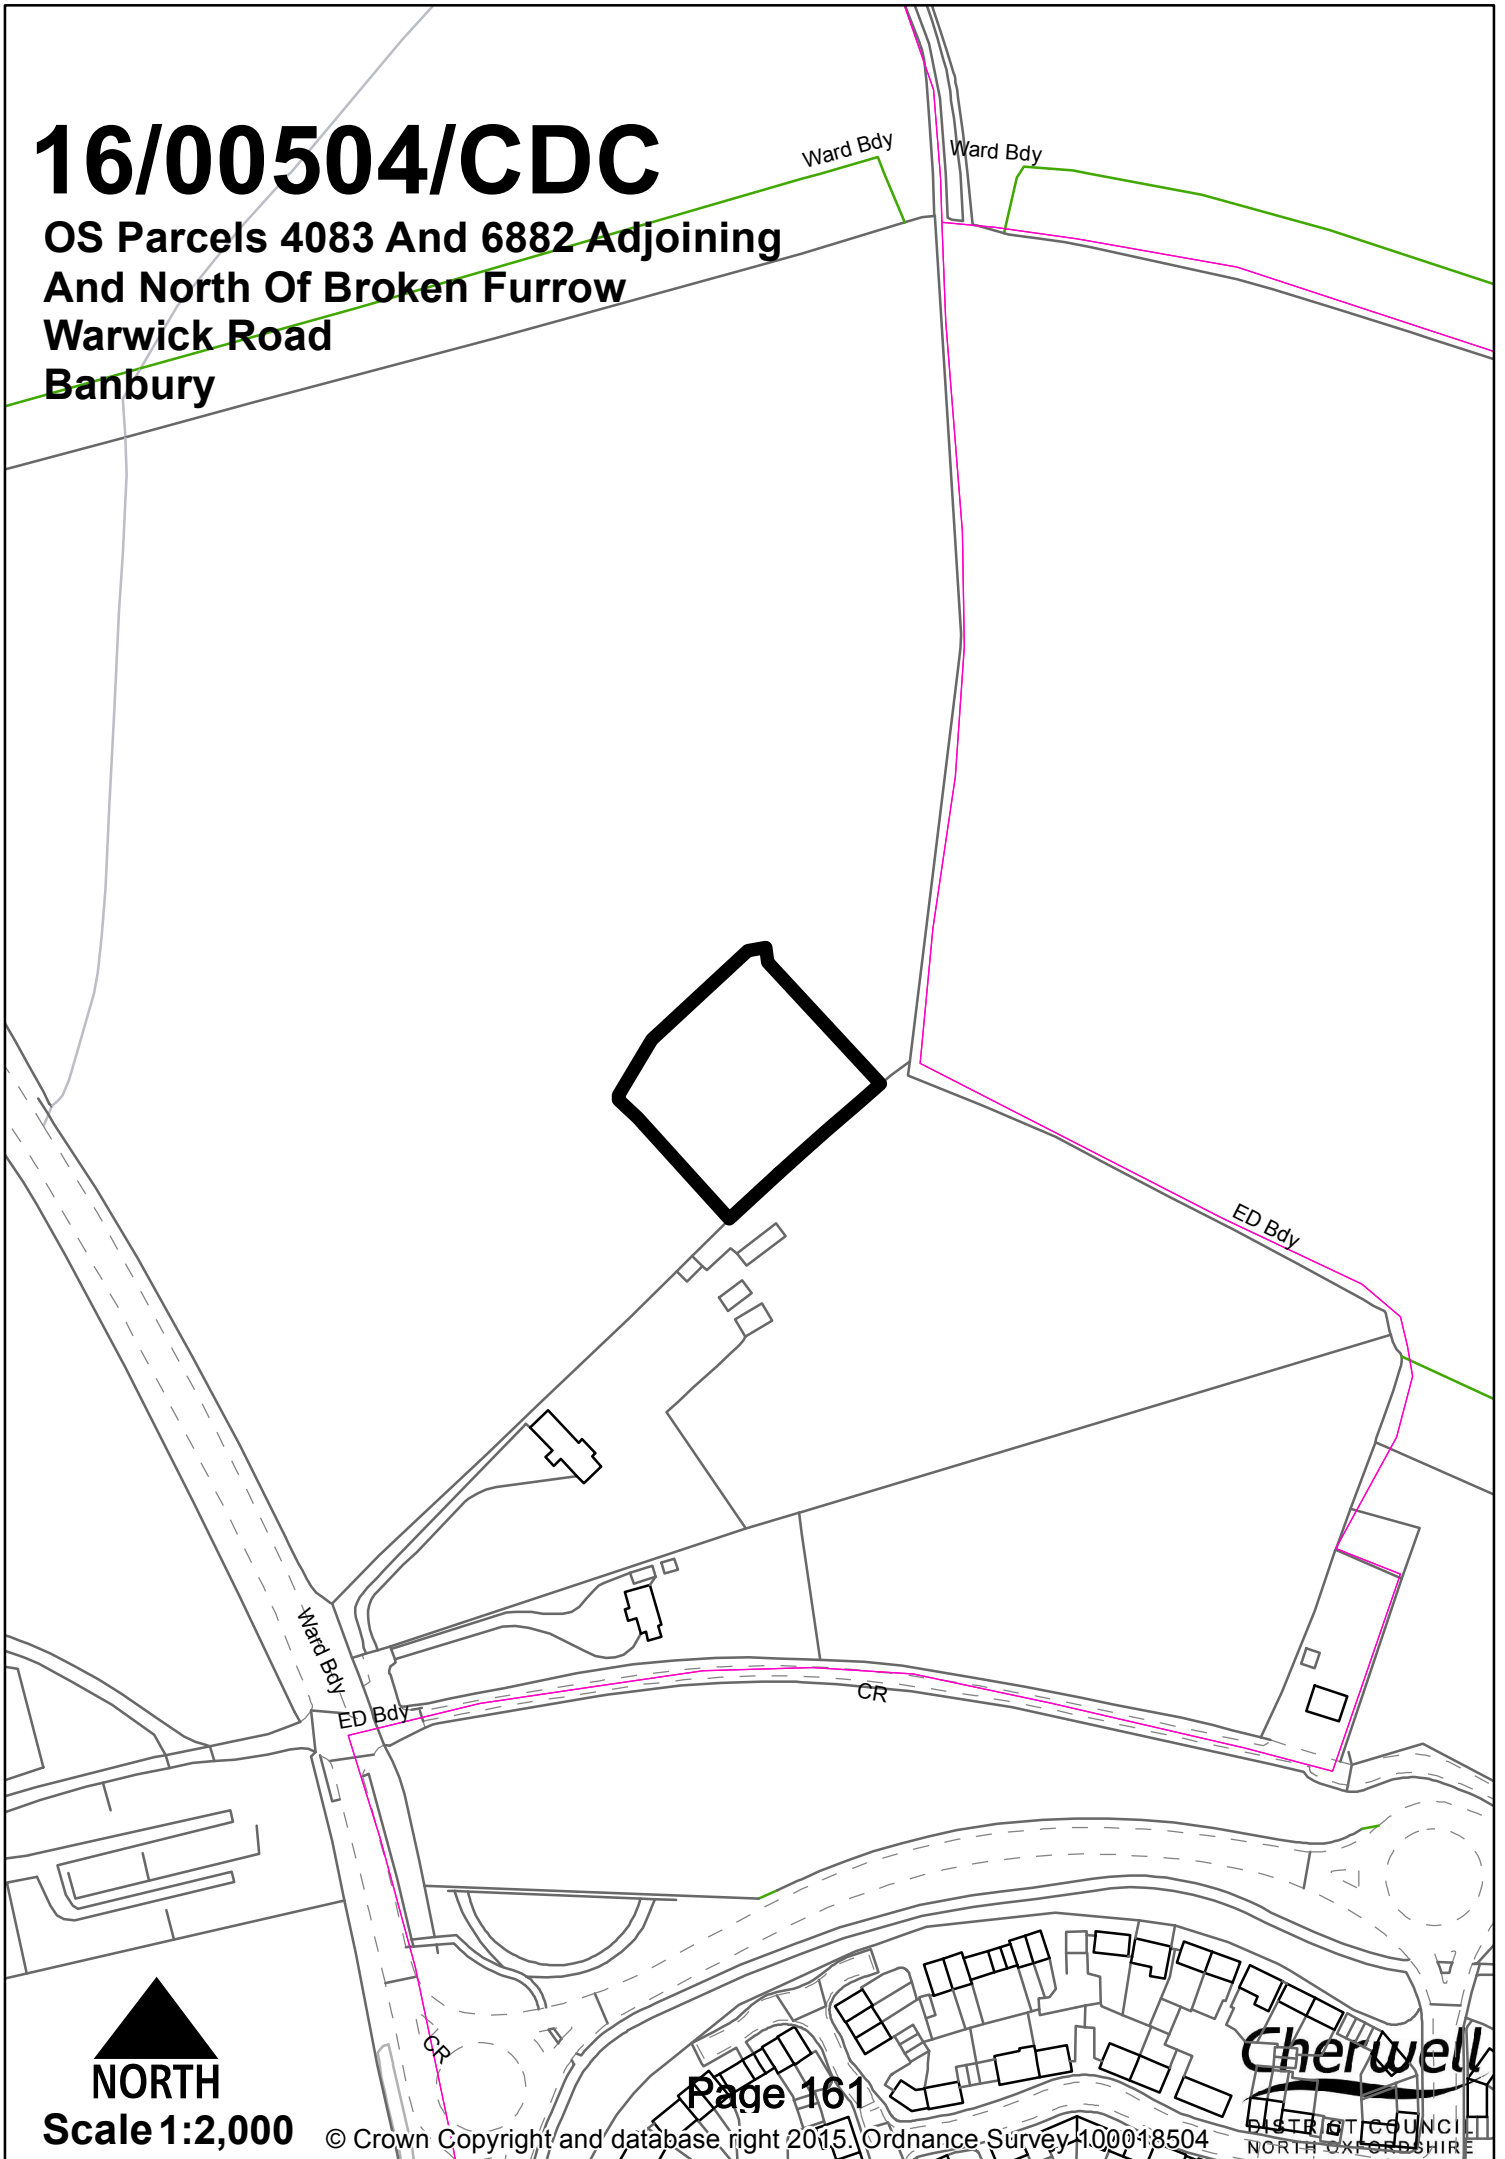 16/00504/CDC
OS Parcels 4083 And 6882 Adjoining
And North Of Broken Furrow
Warwick Road
Banbury
Ward Bdy
Ward Bdy
ED Bdy
Ward Bdy
ED Bdy
CR
CR
NORTH
Scale 1:2,000
Page 161
© Crown Copyright and database right 2015. Ordnance Survey 100018504
Cherwell
DISTRICT COUNCIL
NORTH OXFORDSHIRE